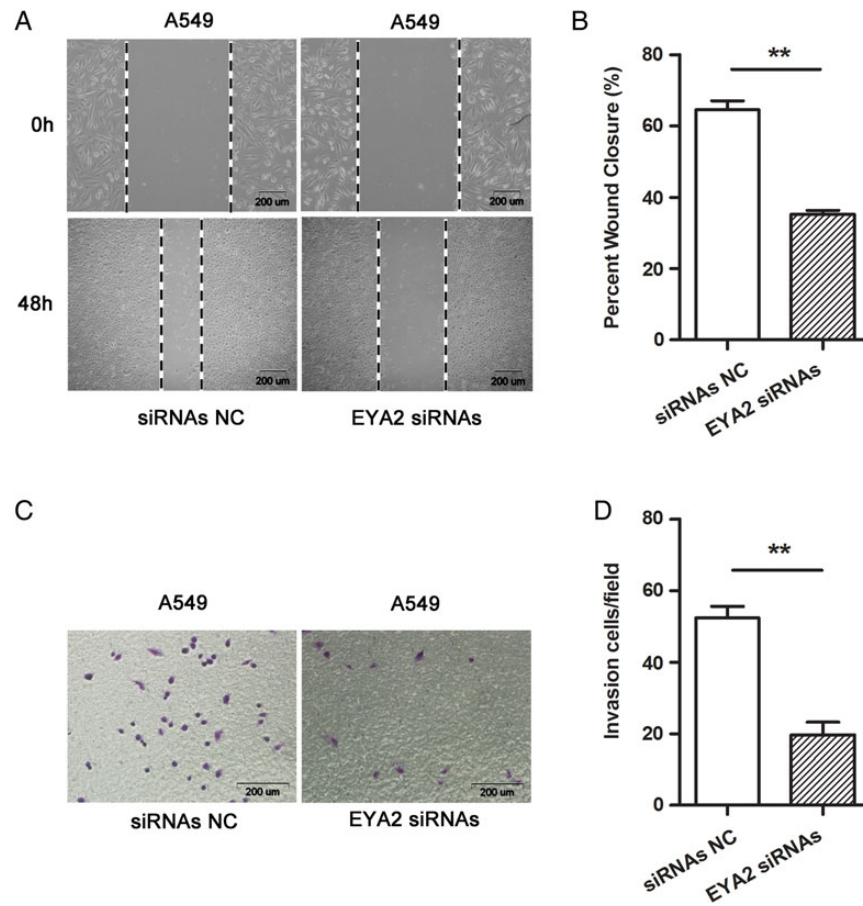 A
A549
A549
0h
200 um
200 um
48h
200 um
200 um
siRNAs NC
EYA2 siRNAs
B
Percent Wound Closure (%)
80
60
40
20
0
**
siRNAs NC
EYA2 siRNAs
C
A549
A549
200 um
200 um
siRNAs NC
EYA2 siRNAs
D
Invasion cells/field
80
60
40
20
0
**
siRNAs NC
EYA2 siRNAs